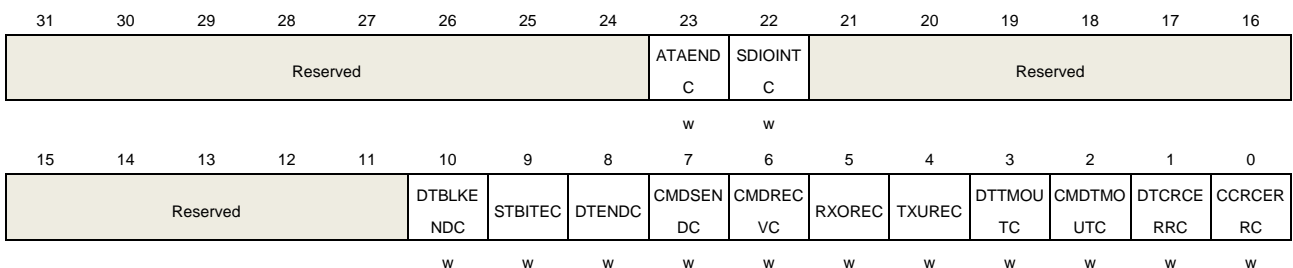 31 30 29 28 27 26 25 24 23 22 21 20 19 18 17 16
Reserved ATAEND C SDIOINT C Reserved
w w
15 14 13 12 11 10 9 8 7 6 5 4 3 2 1 0
Reserved DTBLKE NDC STBITEC DTENDC CMDSEN DC CMDREC VC RXOREC TXUREC DTTMOU TC CMDTMO UTC DTCRCE RRC CCRCER RC
w w w w w w w w w w w